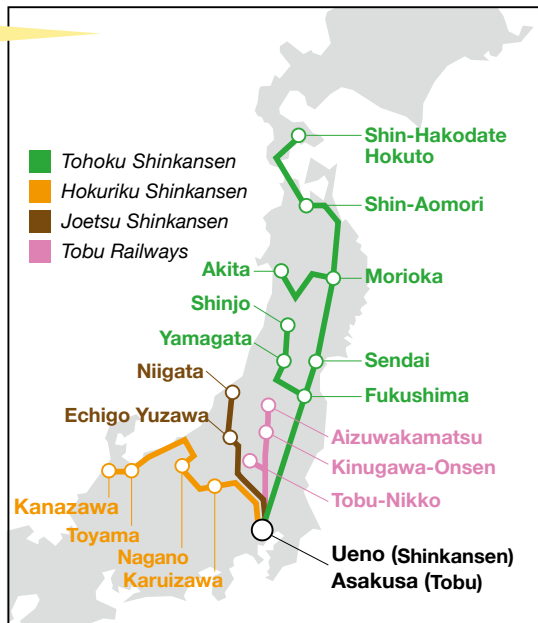 Shin-Hakodate
Hokuto
Tohoku Shinkansen
Hokuriku Shinkansen
Joetsu Shinkansen
Tobu Railways
Shin-Aomori
Akita
Morioka
Shinjo
Yamagata
Niigata
Sendai
Fukushima
Echigo Yuzawa
Aizuwakamatsu
Kinugawa-Onsen
Tobu-Nikko
Kanazawa
Toyama
Nagano
Karuizawa
Ueno (Shinkansen)
Asakusa (Tobu)